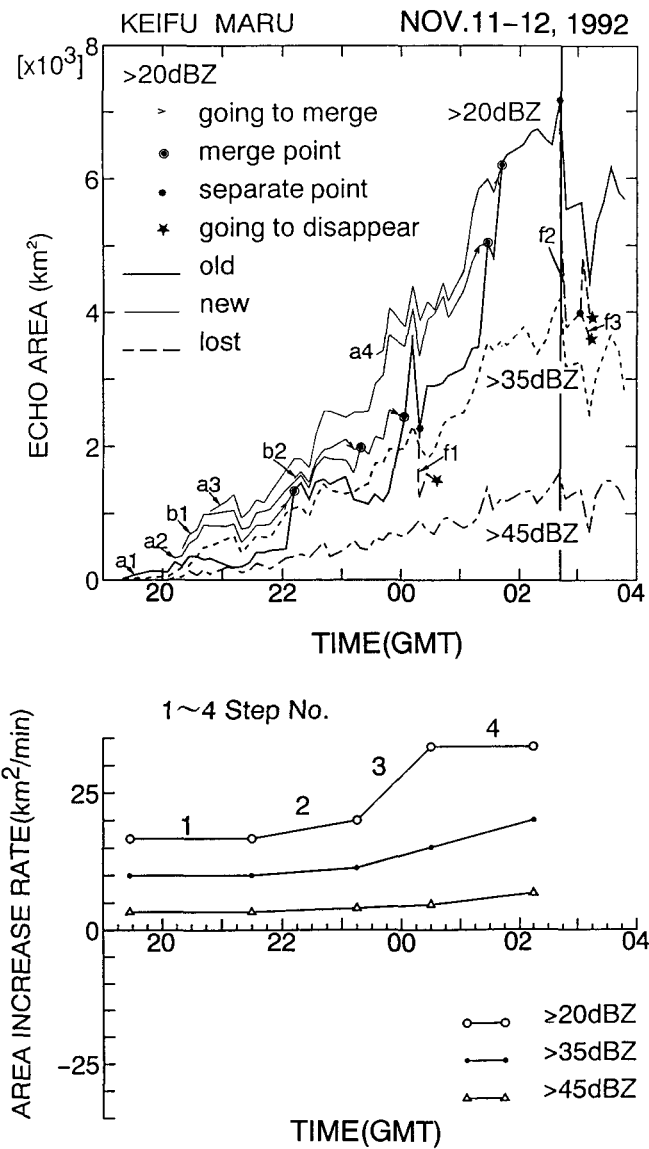 KEIFU MARU NOV.11-12, 1992
[x10³]
8
6
4
2
0
ECHO AREA (km²)
>20dBZ
going to merge
merge point
separate point
going to disappear
old
new
lost
>20dBZ
f2
f3
a4
>35dBZ
b2
f1
a3
b1
a2
a1
>45dBZ
20 22 00 02 04
TIME(GMT)
1~4 Step No.
AREA INCREASE RATE(km²/min)
25
0
-25
1
2
3
4
20 22 00 02 04
≥20dBZ
>35dBZ
>45dBZ
TIME(GMT)